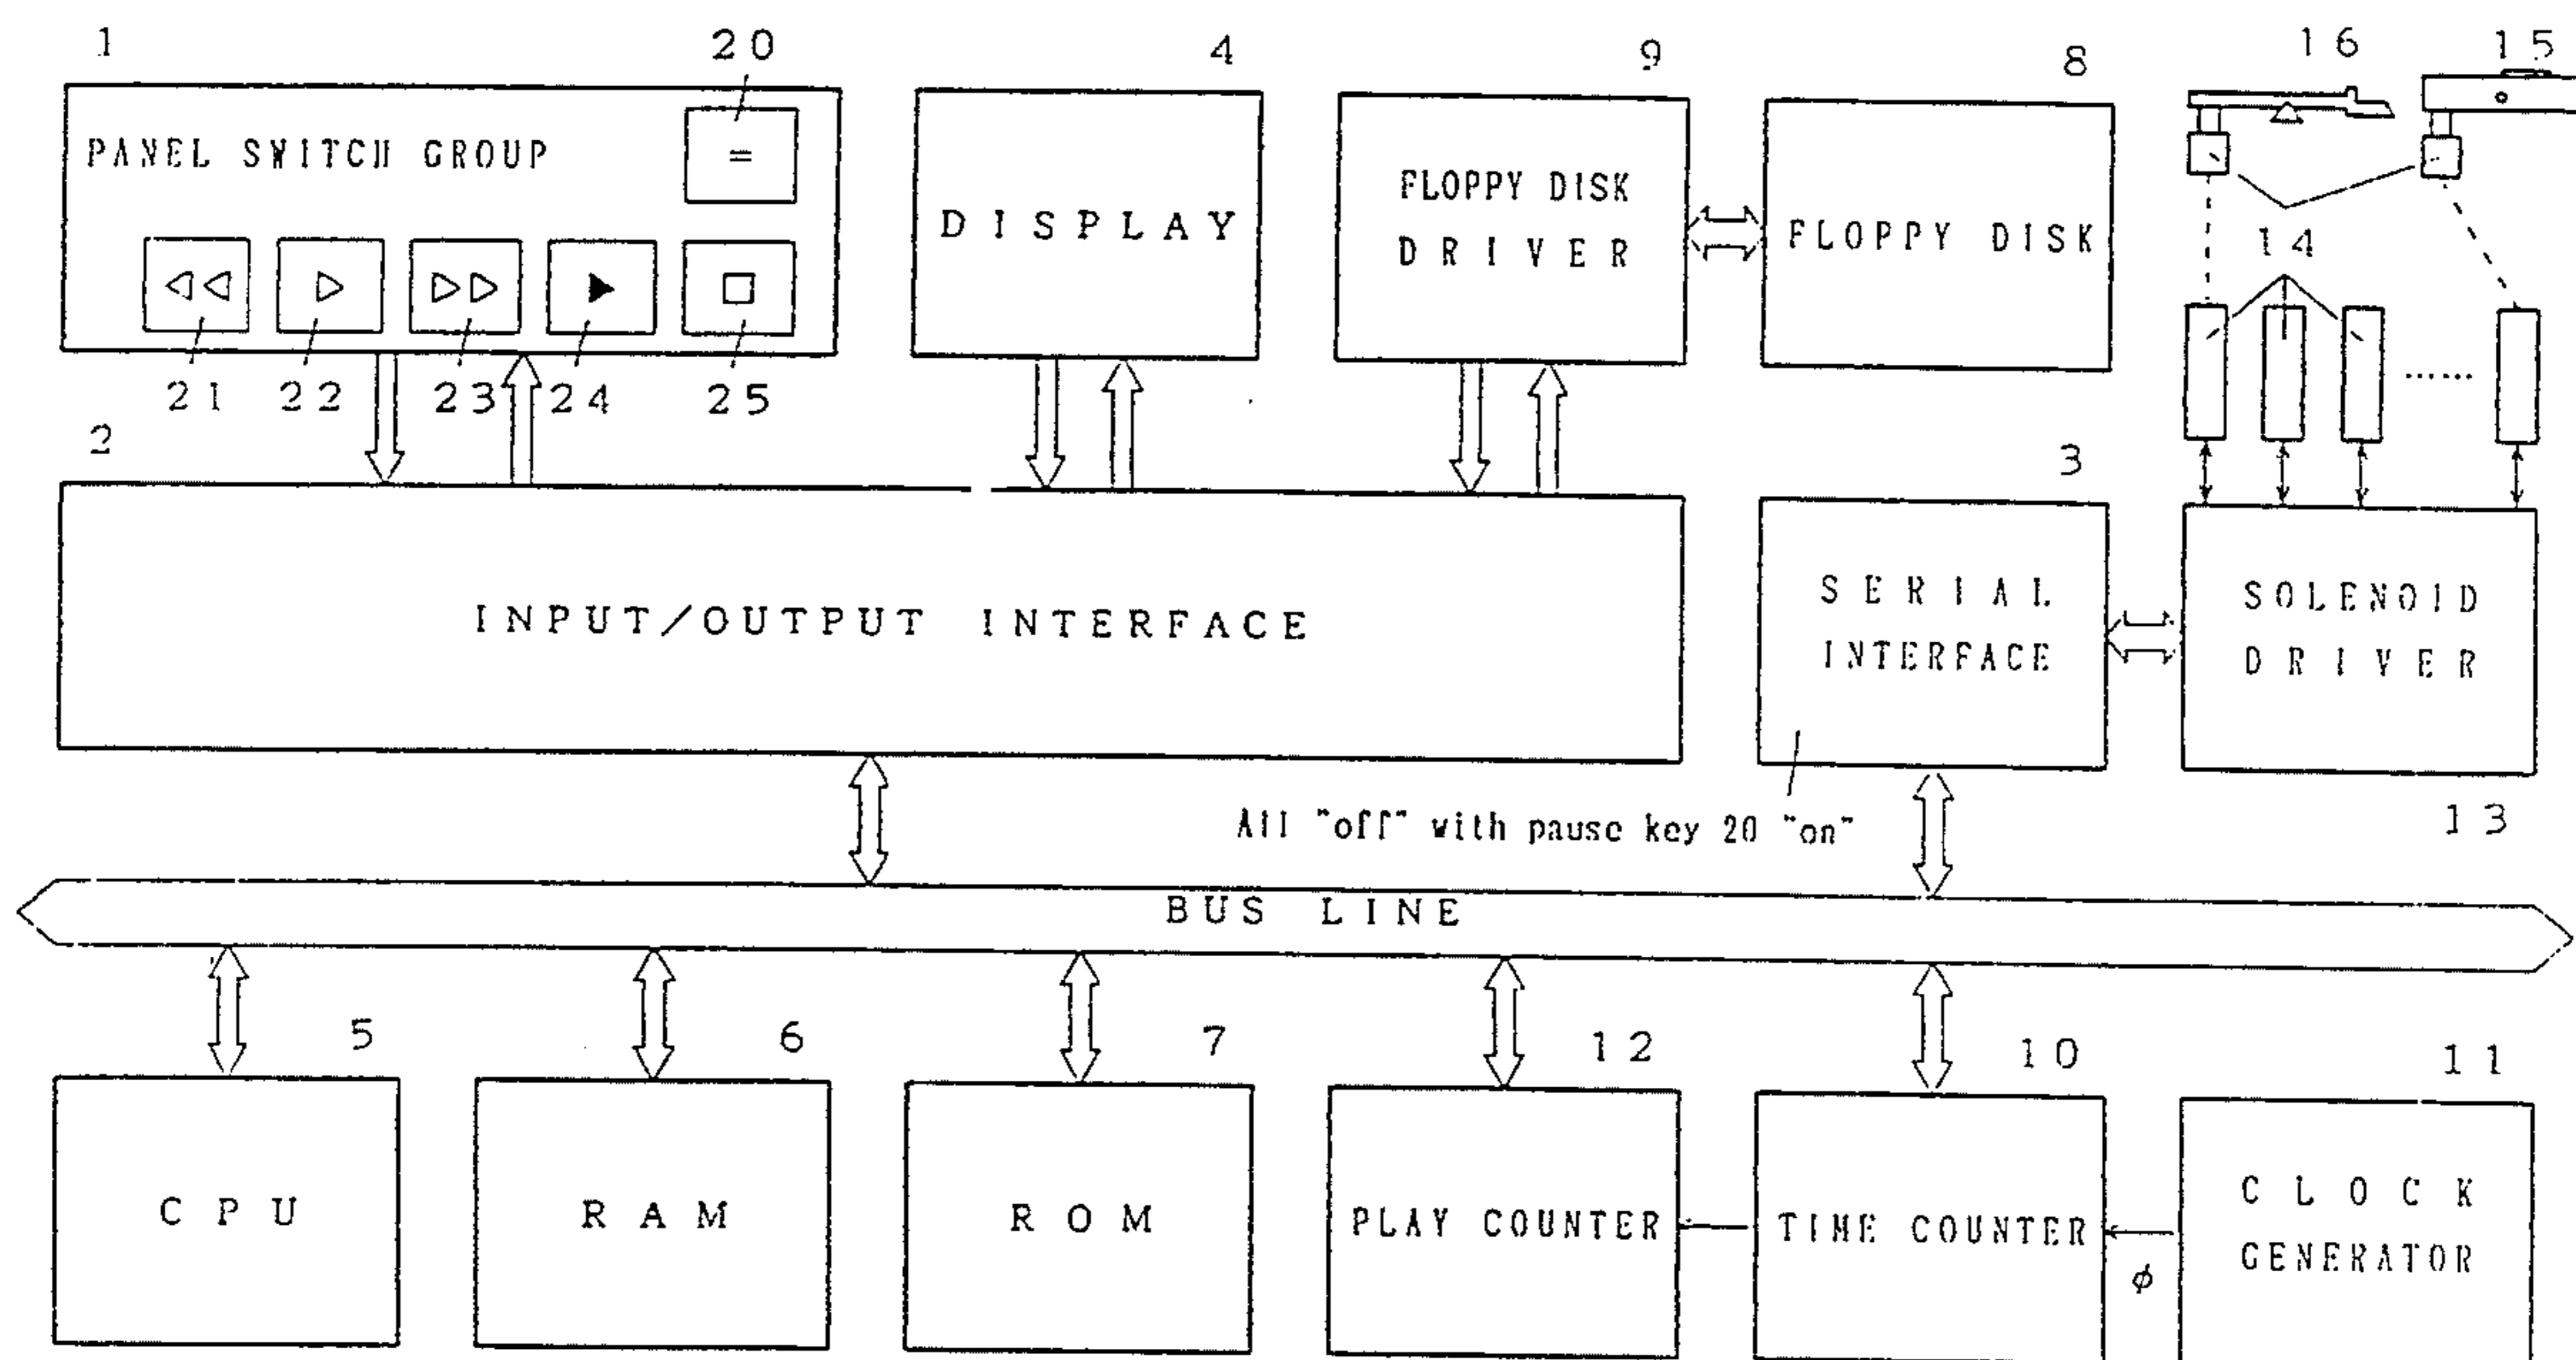 1
20
4
9
8
16
15
PANEL SWITCH GROUP
=
DISPLAY
FLOPPY DISK
DRIVER
FLOPPY DISK
14
21
22
23
24
25
2
3
INPUT/OUTPUT INTERFACE
SERIAL
INTERFACE
SOLENOID
DRIVER
All "off" with pause key 20 "on"
13
BUS LINE
5
6
7
12
10
11
CPU
RAM
ROM
PLAY COUNTER
TIME COUNTER
CLOCK
GENERATOR
φ